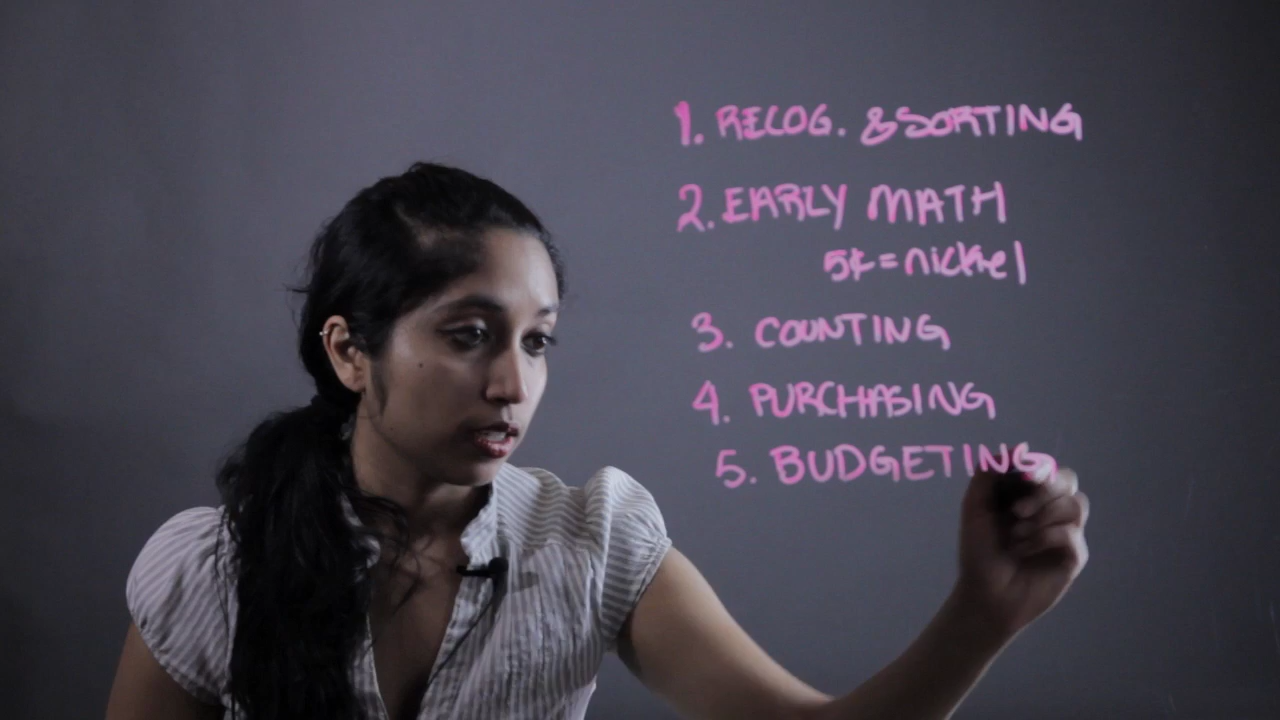 1. RECOG. & SORTING
2. EARLY MATH
5¢ = nickel
3. COUNTING
4. PURCHASING
5. BUDGETING